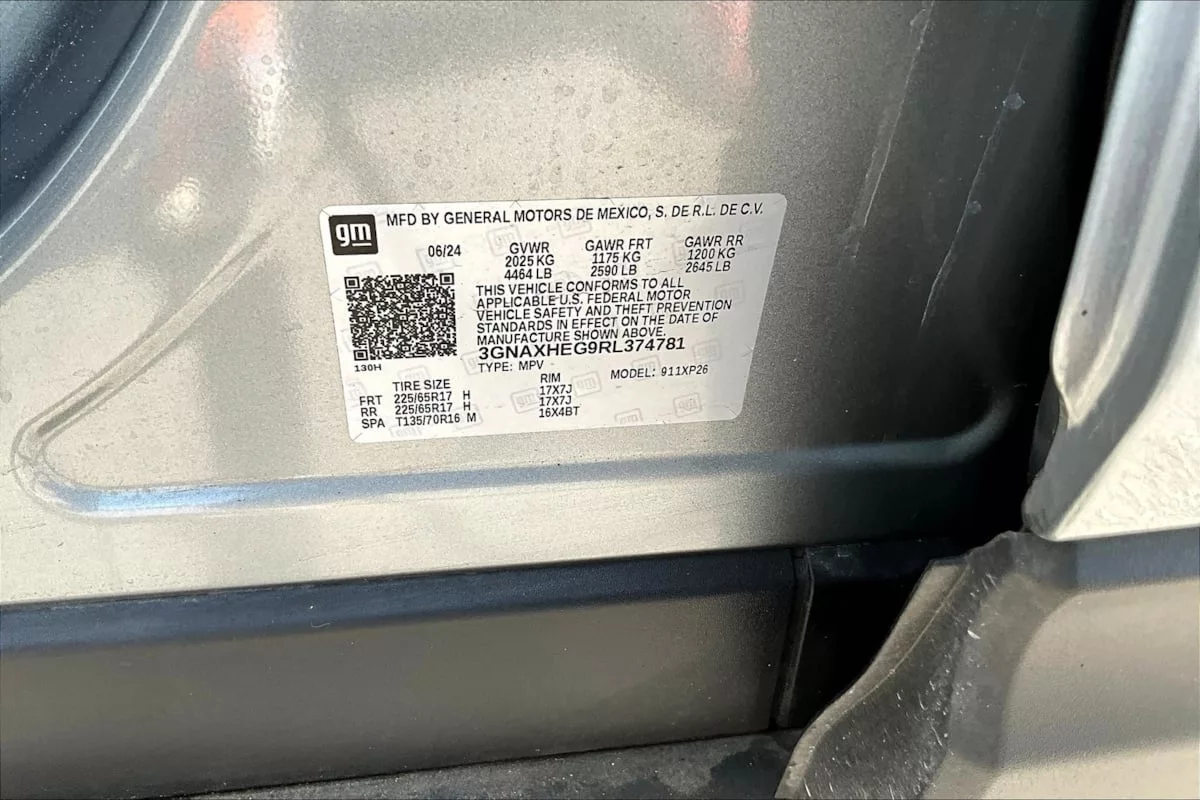 gm
MFD BY GENERAL MOTORS DE MEXICO, S. DE R.L. DE C.V.
06/24 GVWR GAWR FRT GAWR RR
2025 KG 1175 KG 1200 KG
4464 LB 2590 LB 2645 LB
THIS VEHICLE CONFORMS TO ALL
APPLICABLE U.S. FEDERAL MOTOR
VEHICLE SAFETY AND THEFT PREVENTION
STANDARDS IN EFFECT ON THE DATE OF
MANUFACTURE SHOWN ABOVE.
3GNAXHEG9RL374781
130H
TYPE: MPV MODEL: 911XP26
TIRE SIZE RIM
FRT 225/65R17 H 17X7J
RR 225/65R17 H 17X7J
SPA T135/70R16 M 16X4BT